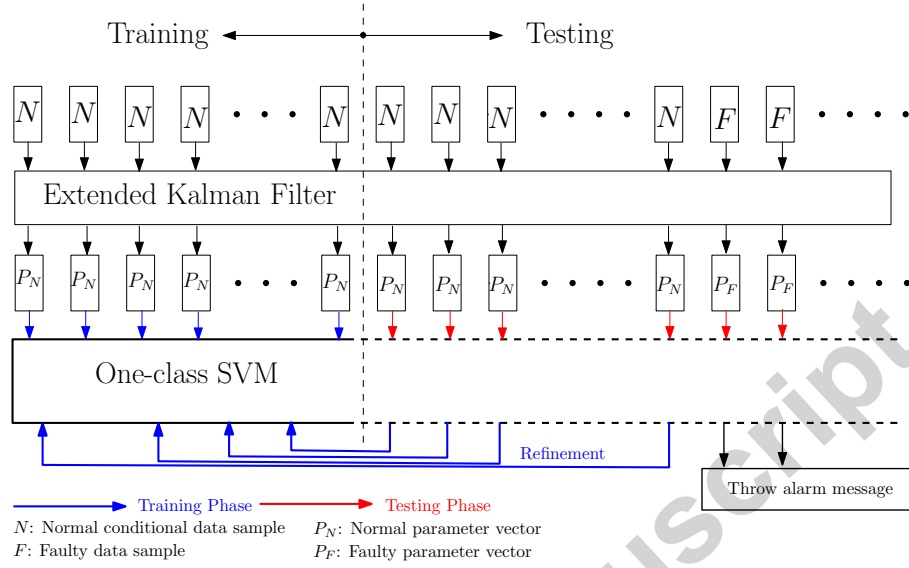 Training Testing
N N N N N N N N N F F
Extended Kalman Filter
P_N P_N P_N P_N P_N P_N P_N P_N P_N P_F P_F
One-class SVM
Refinement
Throw alarm message
Training Phase Testing Phase
N: Normal conditional data sample P_N: Normal parameter vector
F: Faulty data sample P_F: Faulty parameter vector
uscript